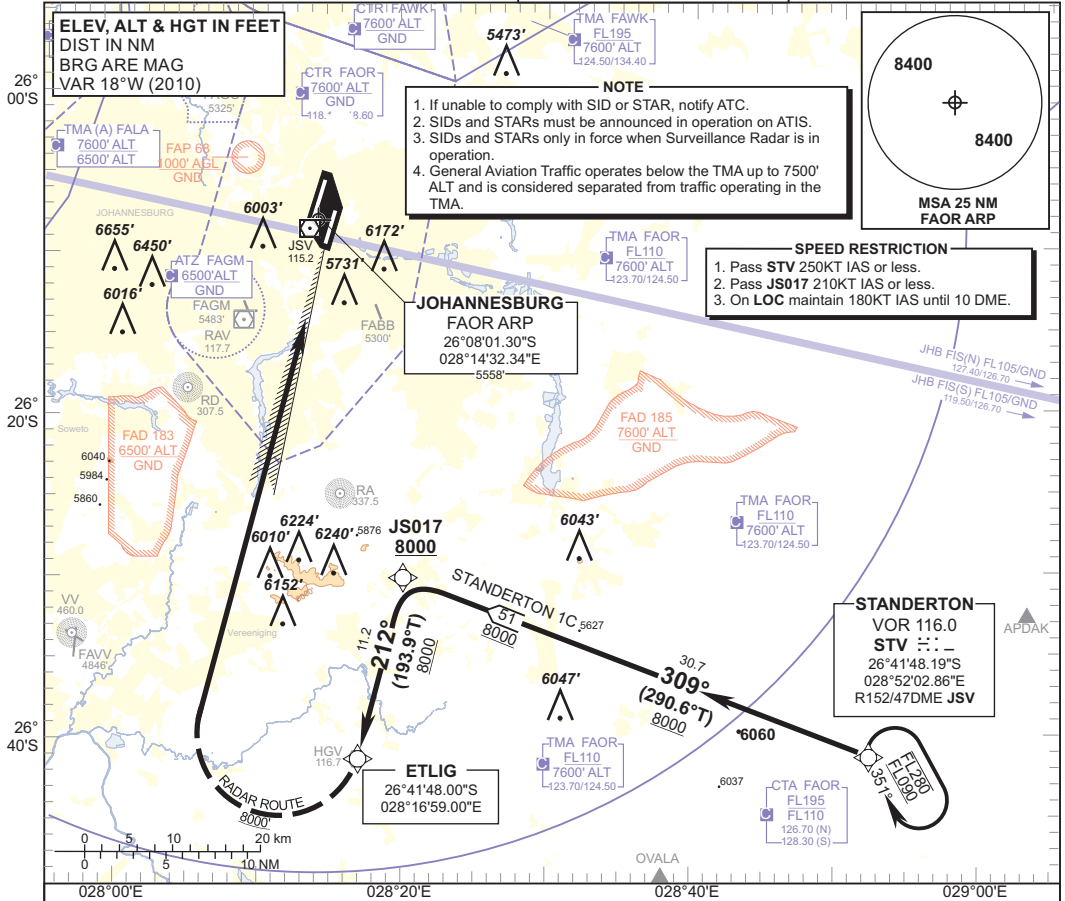 ELEV, ALT & HGT IN FEET
DIST IN NM
BRG ARE MAG
VAR 18°W (2010)
5325'
CTR FAWK
7600' ALT
GND
C
TMA FAWK
FL195
7600' ALT
124.50/134.40
C
5473'
CTR FAOR
7600' ALT
GND
C
8400
8400
MSA 25 NM
FAOR ARP
NOTE
1. If unable to comply with SID or STAR, notify ATC.
2. SIDs and STARs must be announced in operation on ATIS.
3. SIDs and STARs only in force when Surveillance Radar is in
operation.
4. General Aviation Traffic operates below the TMA up to 7500'
ALT and is considered separated from traffic operating in the
TMA.
26°
00'S
TMA (A) FALA
7600' ALT
6500' ALT
C
FAP 68
1000' AGL
GND
JOHANNESBURG
6003'
6655'
6450'
6016'
JSV
115.2
6172'
5731'
ATZ FAGM
6500'ALT
GND
C
FAGM
5483'
RAV
117.7
FABB
5300'
TMA FAOR
FL110
7600' ALT
123.70/124.50
C
SPEED RESTRICTION
1. Pass STV 250KT IAS or less.
2. Pass JS017 210KT IAS or less.
3. On LOC maintain 180KT IAS until 10 DME.
JOHANNESBURG
FAOR ARP
26°08'01.30"S
028°14'32.34"E
5558'
JHB FIS(N) FL105/GND
127.40/126.70
JHB FIS(S) FL105/GND
119.50/126.70
26°
20'S
RD
307.5
Soweto
FAD 183
6500' ALT
GND
6040
5984
5860
FAD 185
7600' ALT
GND
RA
337.5
TMA FAOR
FL110
7600' ALT
123.70/124.50
C
6224'
6010'
6240'
5876
6152'
JS017
8000
6043'
STANDERTON 1C
51
8000
5627
Vereeniging
VV
460.0
FAVV
4846'
11.2
212°
(193.9°T)
8000
30.7
309°
(290.6°T)
8000
6047'
6060
6037
STANDERTON
VOR 116.0
STV
26°41'48.19"S
028°52'02.86"E
R152/47DME JSV
APDAK
26°
40'S
HGV
116.7
ETLIG
26°41'48.00"S
028°16'59.00"E
RADAR ROUTE
8000'
TMA FAOR
FL110
7600' ALT
123.70/124.50
C
CTA FAOR
FL195
FL110
126.70 (N)
128.30 (S)
C
FL280
FL090
351°
OVALA
0 5 10 20 km
0 5 10 NM
028°00'E 028°20'E 028°40'E 029°00'E